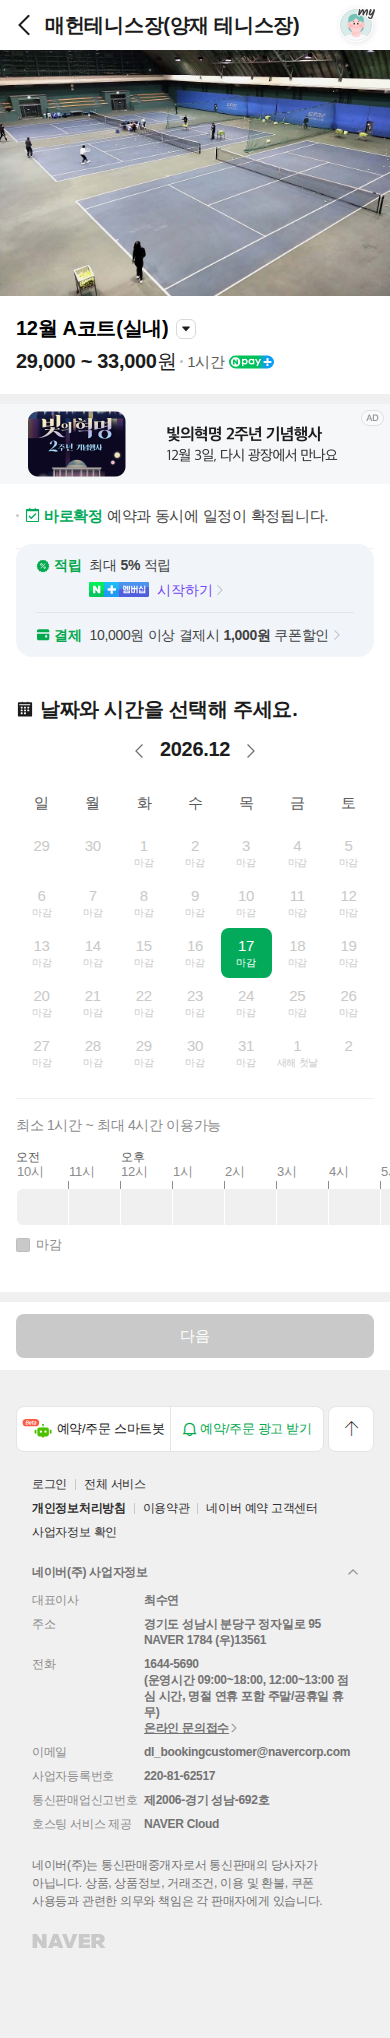 매헌테니스장(양재 테니스장)
my
12월 A코트(실내)
29,000 ~ 33,000원 · 1시간 N pay +
빛의혁명
2주년 기념행사
빛의혁명 2주년 기념행사
12월 3일, 다시 광장에서 만나요
AD
바로확정 예약과 동시에 일정이 확정됩니다.
적립 최대 5% 적립
N + 멤버십 시작하기
결제 10,000원 이상 결제시 1,000원 쿠폰할인
날짜와 시간을 선택해 주세요.
2026.12
일 월 화 수 목 금 토
29 30 1 2 3 4 5
마감 마감 마감 마감 마감
6 7 8 9 10 11 12
마감 마감 마감 마감 마감 마감 마감
13 14 15 16 17 18 19
마감 마감 마감 마감 마감 마감 마감
20 21 22 23 24 25 26
마감 마감 마감 마감 마감 마감 마감
27 28 29 30 31 1 2
마감 마감 마감 마감 마감 새해 첫날
최소 1시간 ~ 최대 4시간 이용가능
오전 오후
10시 11시 12시 1시 2시 3시 4시 5
마감
다음
Beta 예약/주문 스마트봇 예약/주문 광고 받기
로그인 전체 서비스
개인정보처리방침 이용약관 네이버 예약 고객센터
사업자정보 확인
네이버(주) 사업자정보
대표이사 최수연
주소 경기도 성남시 분당구 정자일로 95
NAVER 1784 (우)13561
전화 1644-5690
(운영시간 09:00~18:00, 12:00~13:00 점
심 시간, 명절 연휴 포함 주말/공휴일 휴
무)
온라인 문의접수
이메일 dl_bookingcustomer@navercorp.com
사업자등록번호 220-81-62517
통신판매업신고번호 제2006-경기 성남-692호
호스팅 서비스 제공 NAVER Cloud
네이버(주)는 통신판매중개자로서 통신판매의 당사자가
아닙니다. 상품, 상품정보, 거래조건, 이용 및 환불, 쿠폰
사용등과 관련한 의무와 책임은 각 판매자에게 있습니다.
NAVER